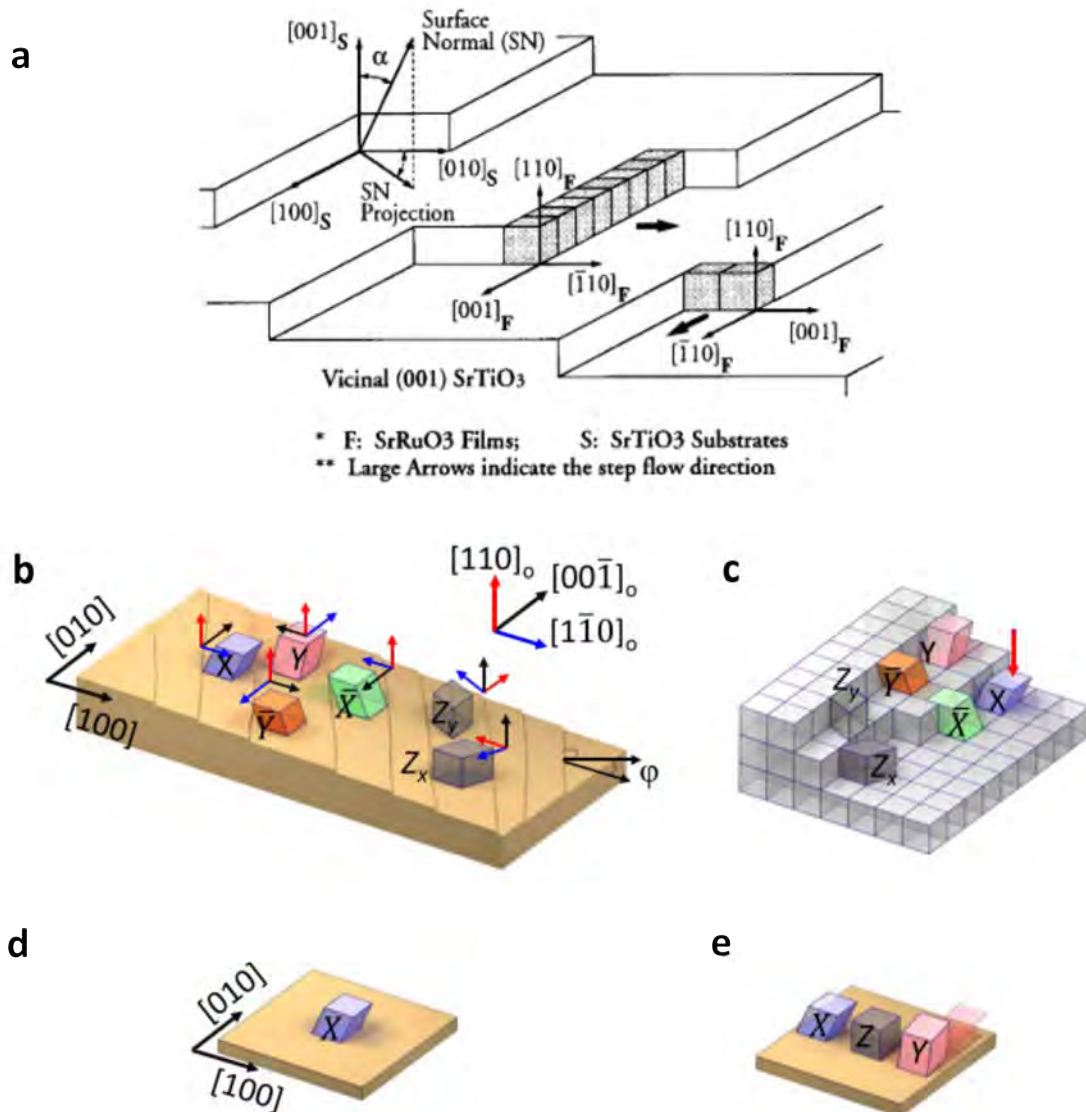 a
[001]S
α
Surface
Normal (SN)
[010]S
[100]S
SN
Projection
[110]F
[1̄10]F
[001]F
[110]F
[001]F
[1̄10]F
Vicinal (001) SrTiO3
* F: SrRuO3 Films; S: SrTiO3 Substrates
** Large Arrows indicate the step flow direction
b
[010]
[100]
[110]o
[001̄]o
[11̄0]o
X
Y
Ȳ
X̄
Zy
Zx
φ
c
Y
Ȳ
Zy
X
X̄
Zx
d
[010]
[100]
X
e
X
Z
Y